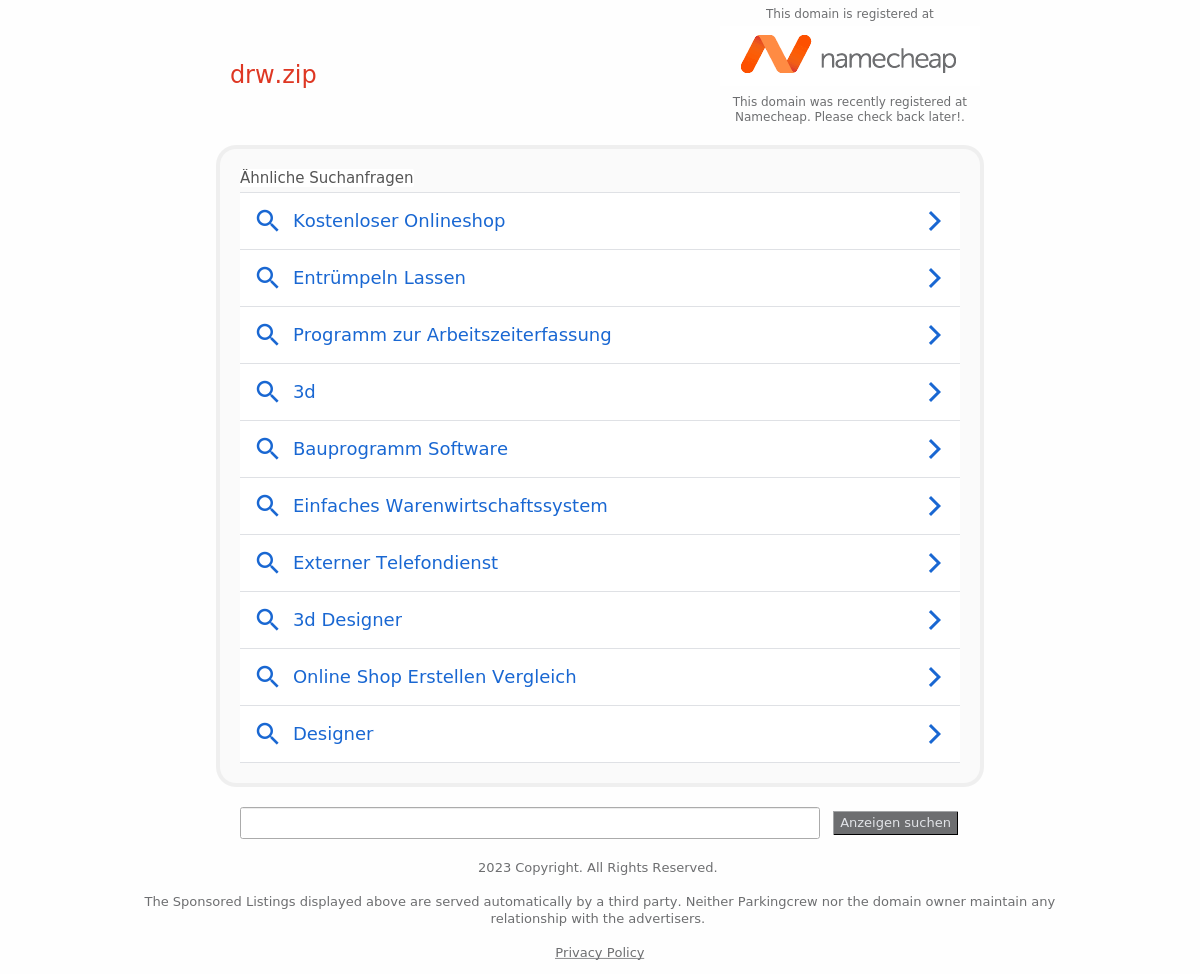 This domain is registered at
namecheap
drw.zip
This domain was recently registered at
Namecheap. Please check back later!.
Ähnliche Suchanfragen
Kostenloser Onlineshop
Entrümpeln Lassen
Programm zur Arbeitszeiterfassung
3d
Bauprogramm Software
Einfaches Warenwirtschaftssystem
Externer Telefondienst
3d Designer
Online Shop Erstellen Vergleich
Designer
Anzeigen suchen
2023 Copyright. All Rights Reserved.
The Sponsored Listings displayed above are served automatically by a third party. Neither Parkingcrew nor the domain owner maintain any
relationship with the advertisers.
Privacy Policy